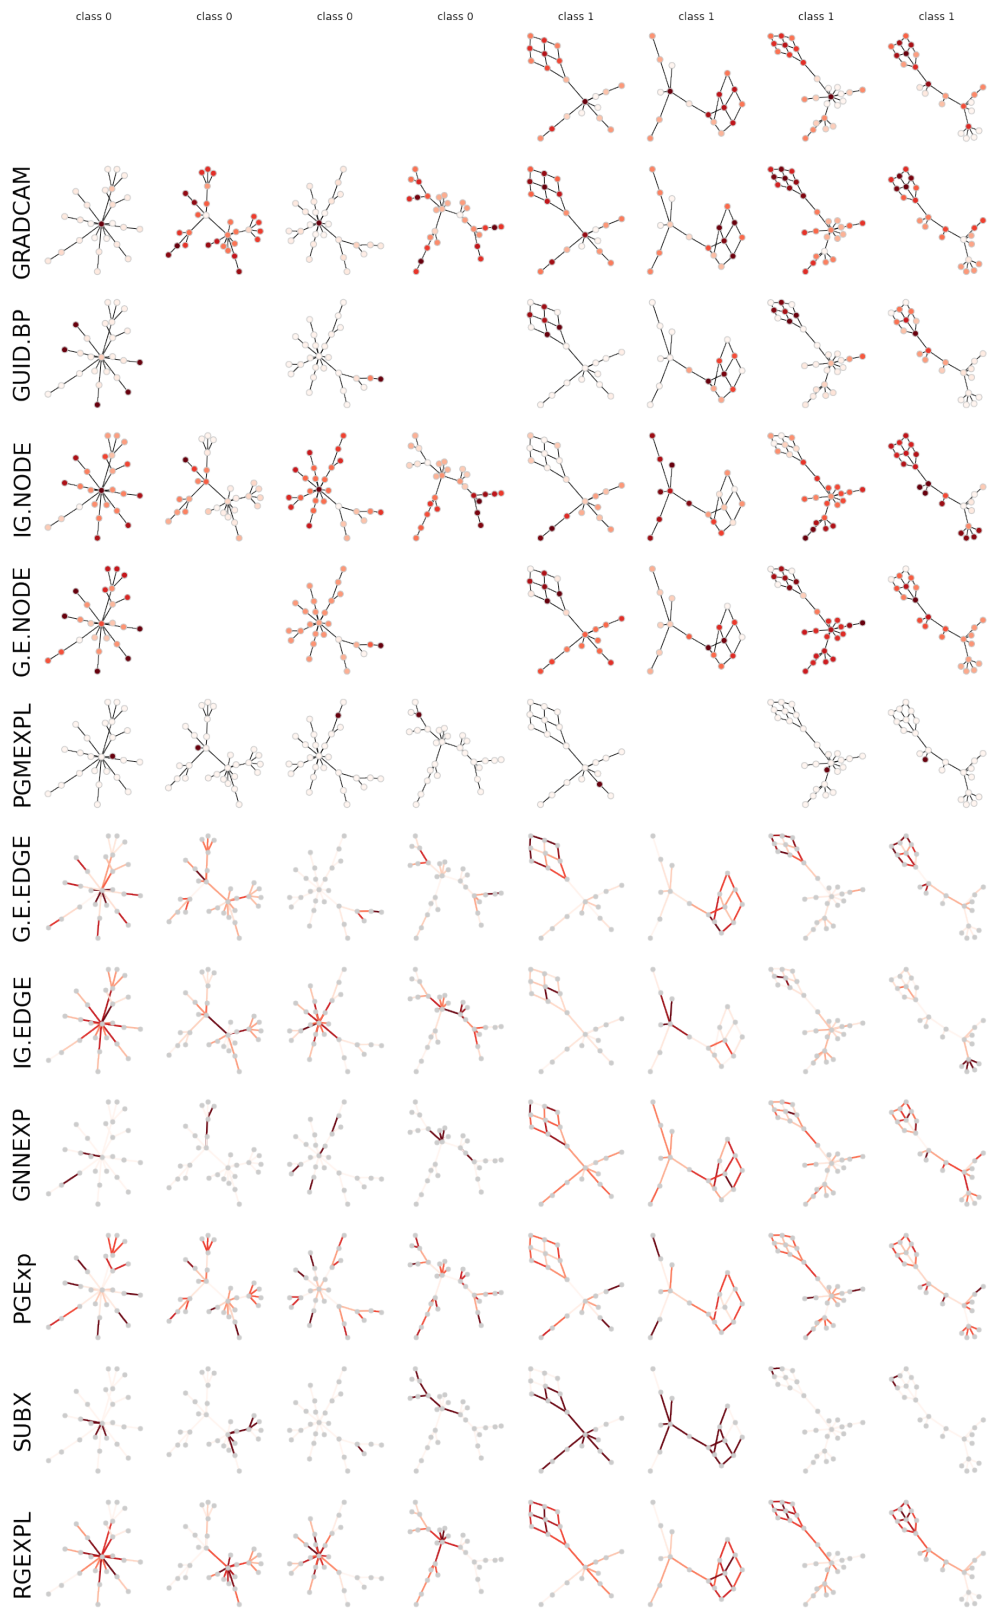 class 0 class 0 class 0 class 0 class 1 class 1 class 1 class 1
GRADCAM
GUID.BP
IG.NODE
G.E.NODE
PGMEXPL
G.E.EDGE
IG.EDGE
GNNEXP
PGExp
SUBX
RGEXPL